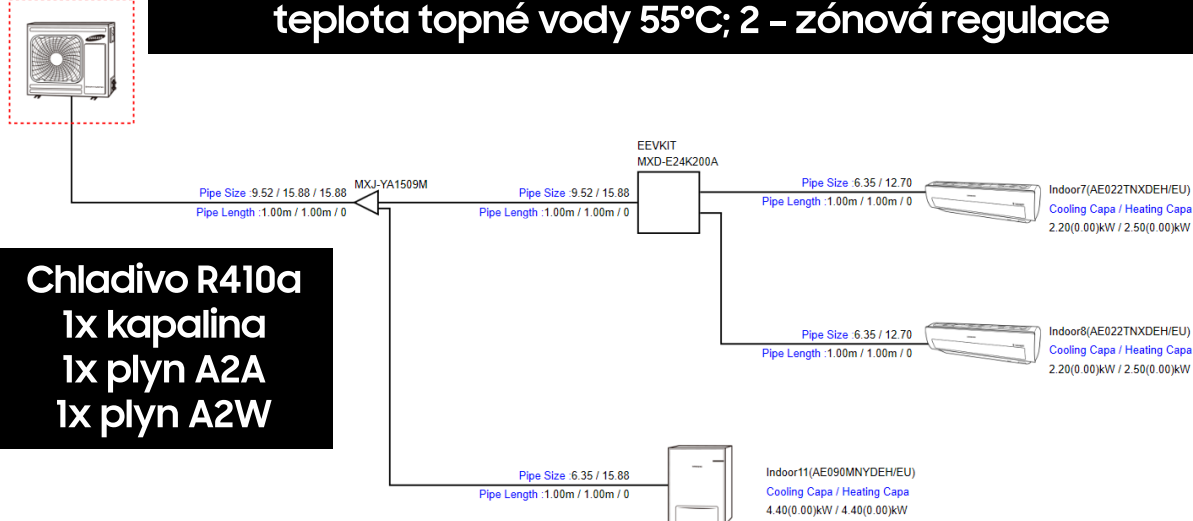 teplota topné vody 55°C; 2 - zónová regulace
EEVKIT
MXD-E24K200A
Pipe Size :9.52 / 15.88 / 15.88
Pipe Length :1.00m / 1.00m / 0
MXJ-YA1509M
Pipe Size :9.52 / 15.88
Pipe Length :1.00m / 1.00m / 0
Pipe Size :6.35 / 12.70
Pipe Length :1.00m / 1.00m / 0
Indoor7(AE022TNXDEH/EU)
Cooling Capa / Heating Capa
2.20(0.00)kW / 2.50(0.00)kW
Chladivo R410a
1x kapalina
1x plyn A2A
1x plyn A2W
Pipe Size :6.35 / 12.70
Pipe Length :1.00m / 1.00m / 0
Indoor8(AE022TNXDEH/EU)
Cooling Capa / Heating Capa
2.20(0.00)kW / 2.50(0.00)kW
Pipe Size :6.35 / 15.88
Pipe Length :1.00m / 1.00m / 0
Indoor11(AE090MNYDEH/EU)
Cooling Capa / Heating Capa
4.40(0.00)kW / 4.40(0.00)kW